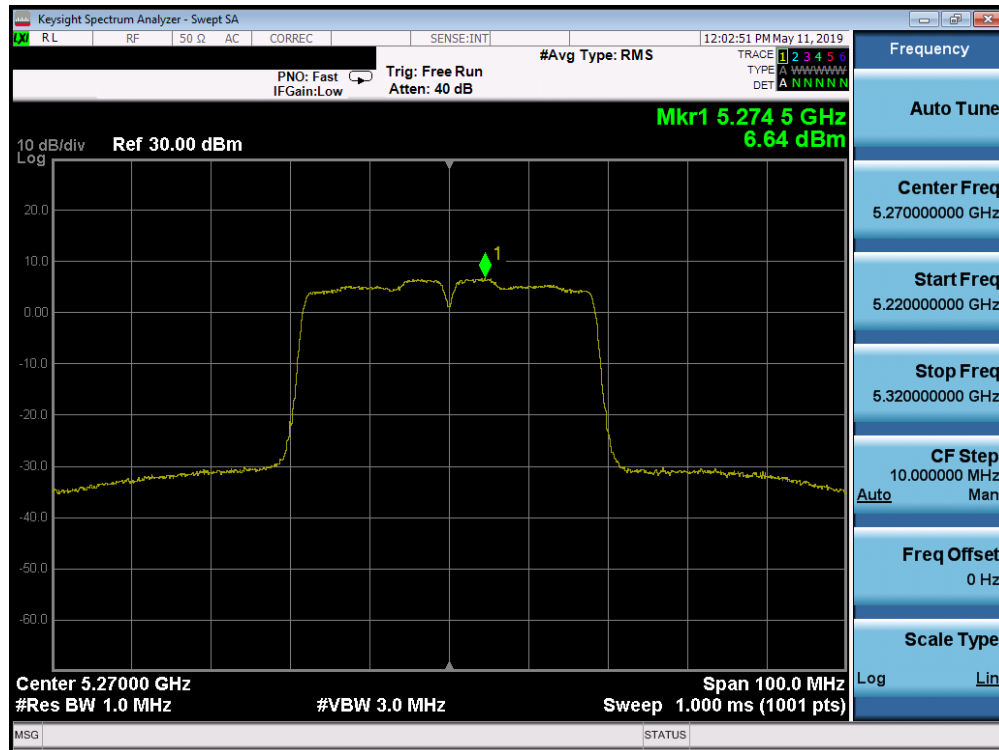 Keysight Spectrum Analyzer - Swept SA
LXI RL RF 50 Ω AC CORREC SENSE:INT 12:02:51 PM May 11, 2019
#Avg Type: RMS
TRACE 1 2 3 4 5 6
TYPE A WWWWW
DET A N N N N N
PNO: Fast
IFGain:Low
Trig: Free Run
Atten: 40 dB
Mkr1 5.274 5 GHz
6.64 dBm
10 dB/div
Log
Ref 30.00 dBm
1
20.0
10.0
0.00
-10.0
-20.0
-30.0
-40.0
-50.0
-60.0
Center 5.27000 GHz
Span 100.0 MHz
#Res BW 1.0 MHz
#VBW 3.0 MHz
Sweep 1.000 ms (1001 pts)
MSG
STATUS
Frequency
Auto Tune
Center Freq
5.270000000 GHz
Start Freq
5.220000000 GHz
Stop Freq
5.320000000 GHz
CF Step
10.000000 MHz
Auto Man
Freq Offset
0 Hz
Scale Type
Log Lin